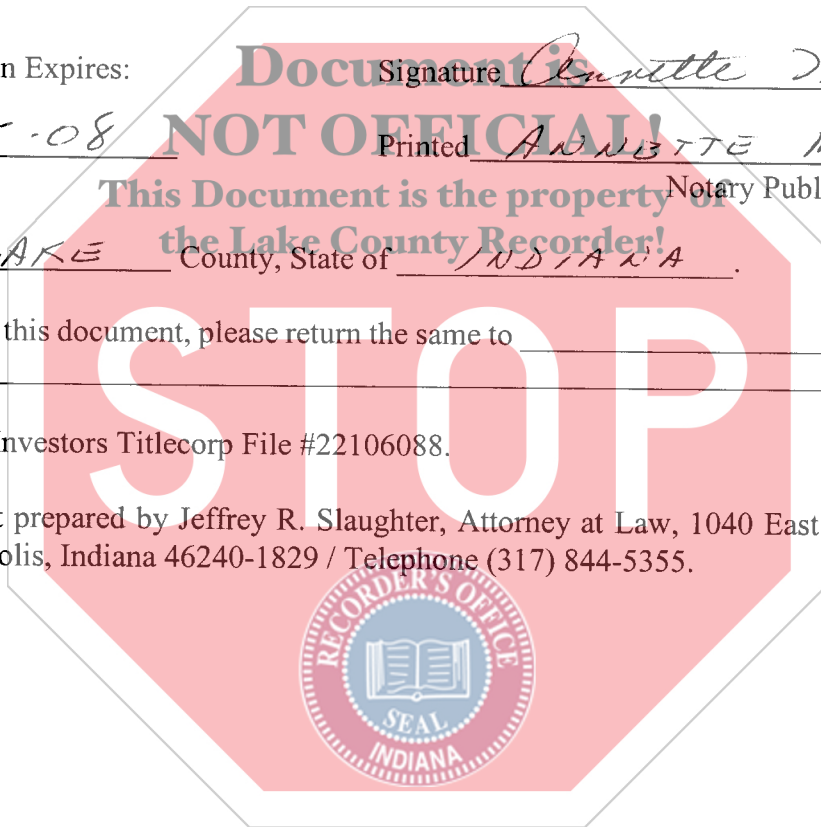 n Expires:
Document is
Signature Annette
-08
NOT OFFICIAL!
Printed ANNETTE
This Document is the property of
Notary Publ
the Lake County Recorder!
AKE County, State of INDIANA.
this document, please return the same to
STOP
nvestors Titlecorp File #22106088.
t prepared by Jeffrey R. Slaughter, Attorney at Law, 1040 East
olis, Indiana 46240-1829 / Telephone (317) 844-5355.
RECORDER'S OFFICE
SEAL
INDIANA